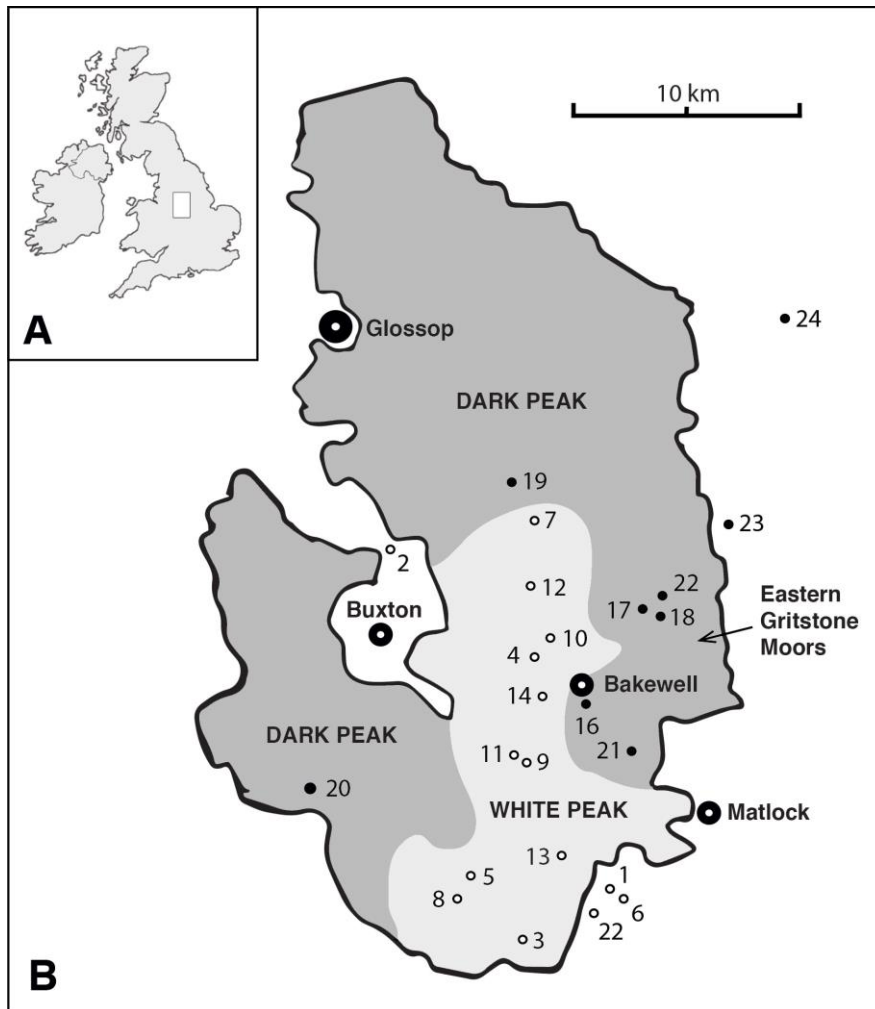 10 km
A
24
Glossop
DARK PEAK
19
23
7
2
12
22
Eastern
Gritstone
Moors
17
18
Buxton
10
4
Bakewell
14
16
DARK PEAK
11
9
21
20
WHITE PEAK
Matlock
13
5
1
8
6
22
3
B